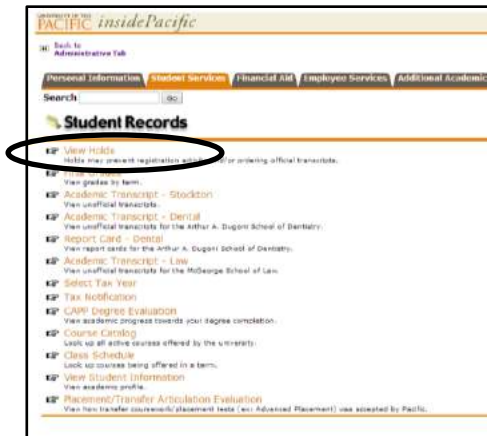 UNIVERSITY OF THE
PACIFIC insidePacific
Back to
Administrative Tab
Personal Information Student Services Financial Aid Employee Services Additional Academic
Search Go
Student Records
View Holds
Holds may prevent registration and/or ordering official transcripts.
Final Grades
View grades by term.
Academic Transcript - Stockton
View unofficial transcripts.
Academic Transcript - Dental
View unofficial transcripts for the Arthur A. Dugoni School of Dentistry.
Report Card - Dental
View report cards for the Arthur A. Dugoni School of Dentistry.
Academic Transcript - Law
View unofficial transcripts for the McGeorge School of Law.
Select Tax Year
Tax Notification
CAPP Degree Evaluation
View academic progress towards your degree completion.
Course Catalog
Look up all active courses offered by the university.
Class Schedule
Look up courses being offered in a term.
View Student Information
View academic profile.
Placement/Transfer Articulation Evaluation
View how transfer coursework/placement tests (ex: Advanced Placement) was accepted by Pacific.